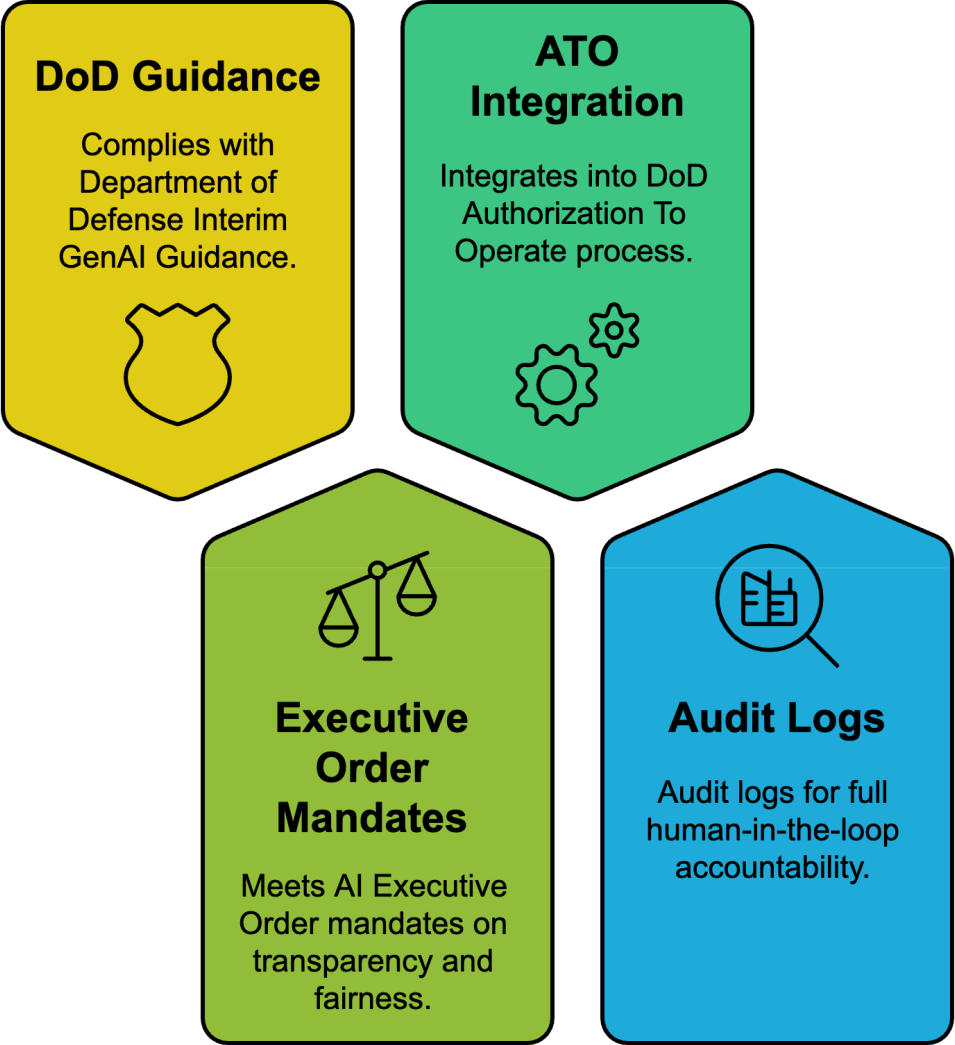 DoD Guidance
Complies with
Department of
Defense Interim
GenAI Guidance.
ATO
Integration
Integrates into DoD
Authorization To
Operate process.
Executive
Order
Mandates
Meets AI Executive
Order mandates on
transparency and
fairness.
Audit Logs
Audit logs for full
human-in-the-loop
accountability.